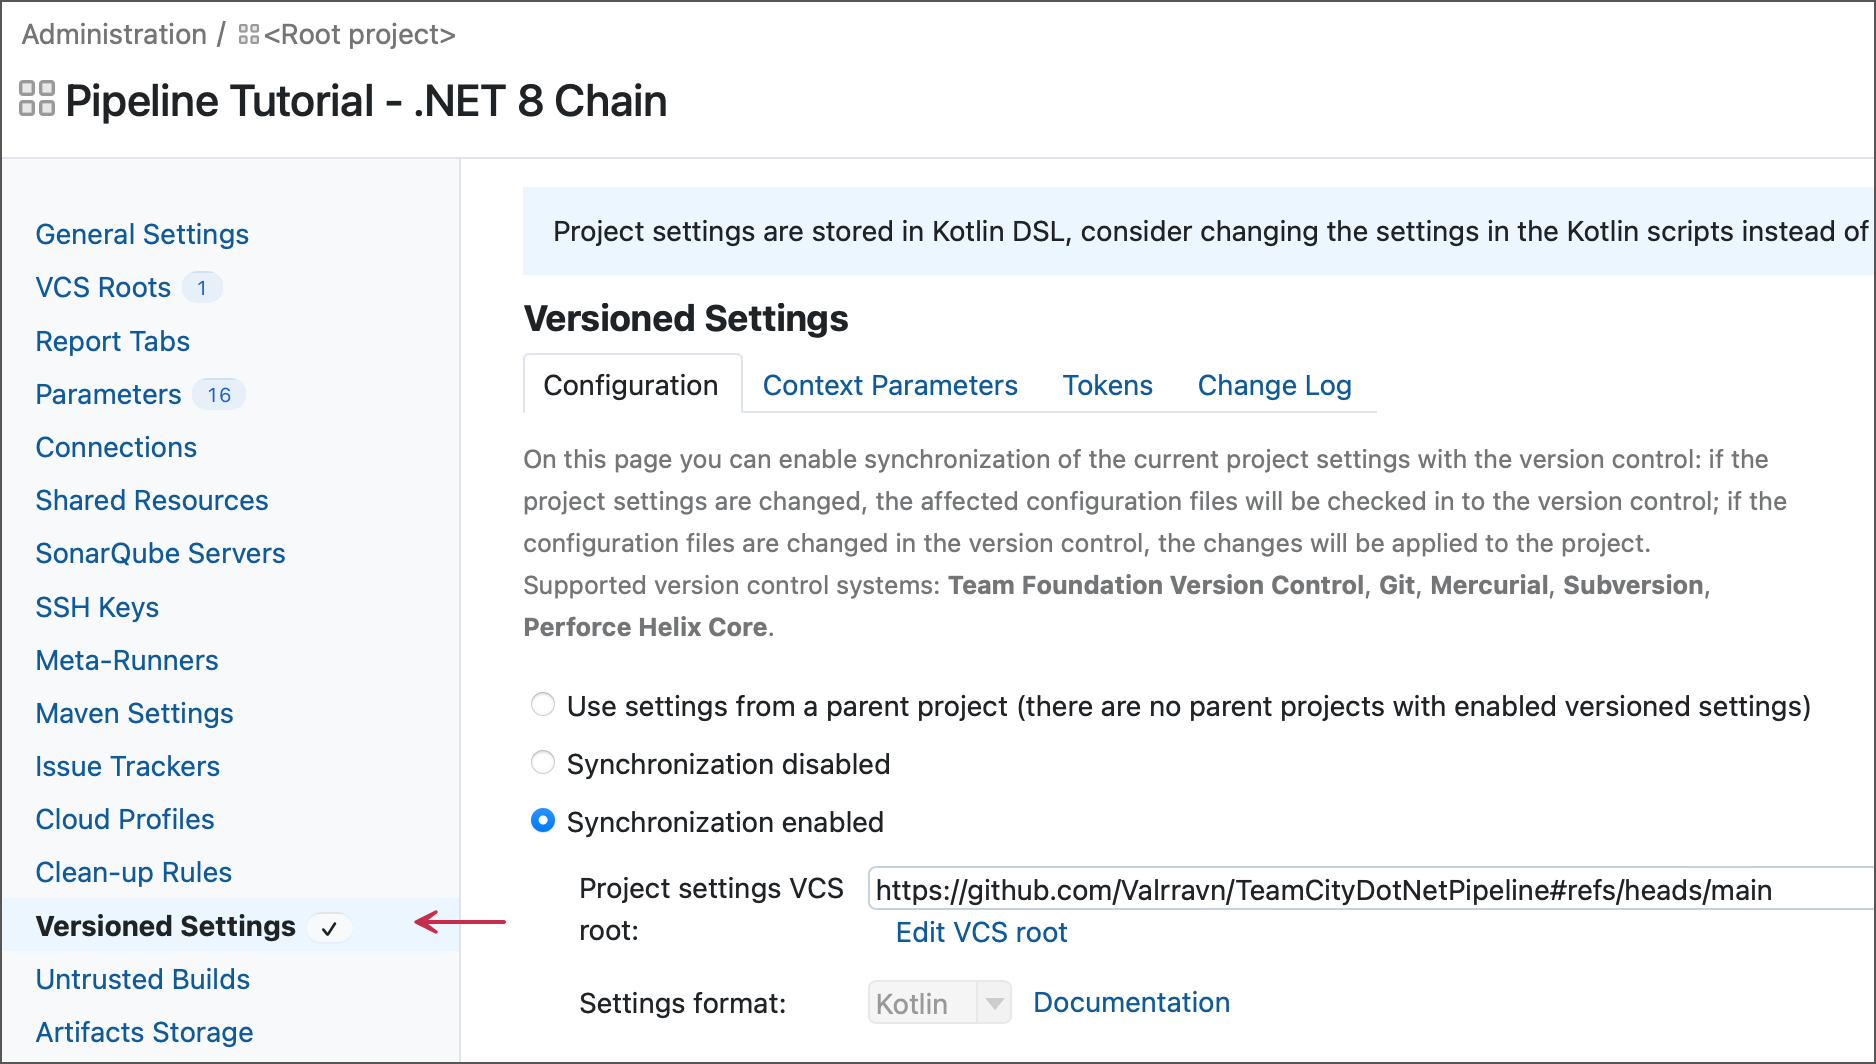 Administration / <Root project>
Pipeline Tutorial - .NET 8 Chain
General Settings
VCS Roots 1
Report Tabs
Parameters 16
Connections
Shared Resources
SonarQube Servers
SSH Keys
Meta-Runners
Maven Settings
Issue Trackers
Cloud Profiles
Clean-up Rules
Versioned Settings
Untrusted Builds
Artifacts Storage
Project settings are stored in Kotlin DSL, consider changing the settings in the Kotlin scripts instead of
Versioned Settings
Configuration Context Parameters Tokens Change Log
On this page you can enable synchronization of the current project settings with the version control: if the
project settings are changed, the affected configuration files will be checked in to the version control; if the
configuration files are changed in the version control, the changes will be applied to the project.
Supported version control systems: Team Foundation Version Control, Git, Mercurial, Subversion,
Perforce Helix Core.
Use settings from a parent project (there are no parent projects with enabled versioned settings)
Synchronization disabled
Synchronization enabled
Project settings VCS root: https://github.com/Valrravn/TeamCityDotNetPipeline#refs/heads/main
Edit VCS root
Settings format: Kotlin Documentation